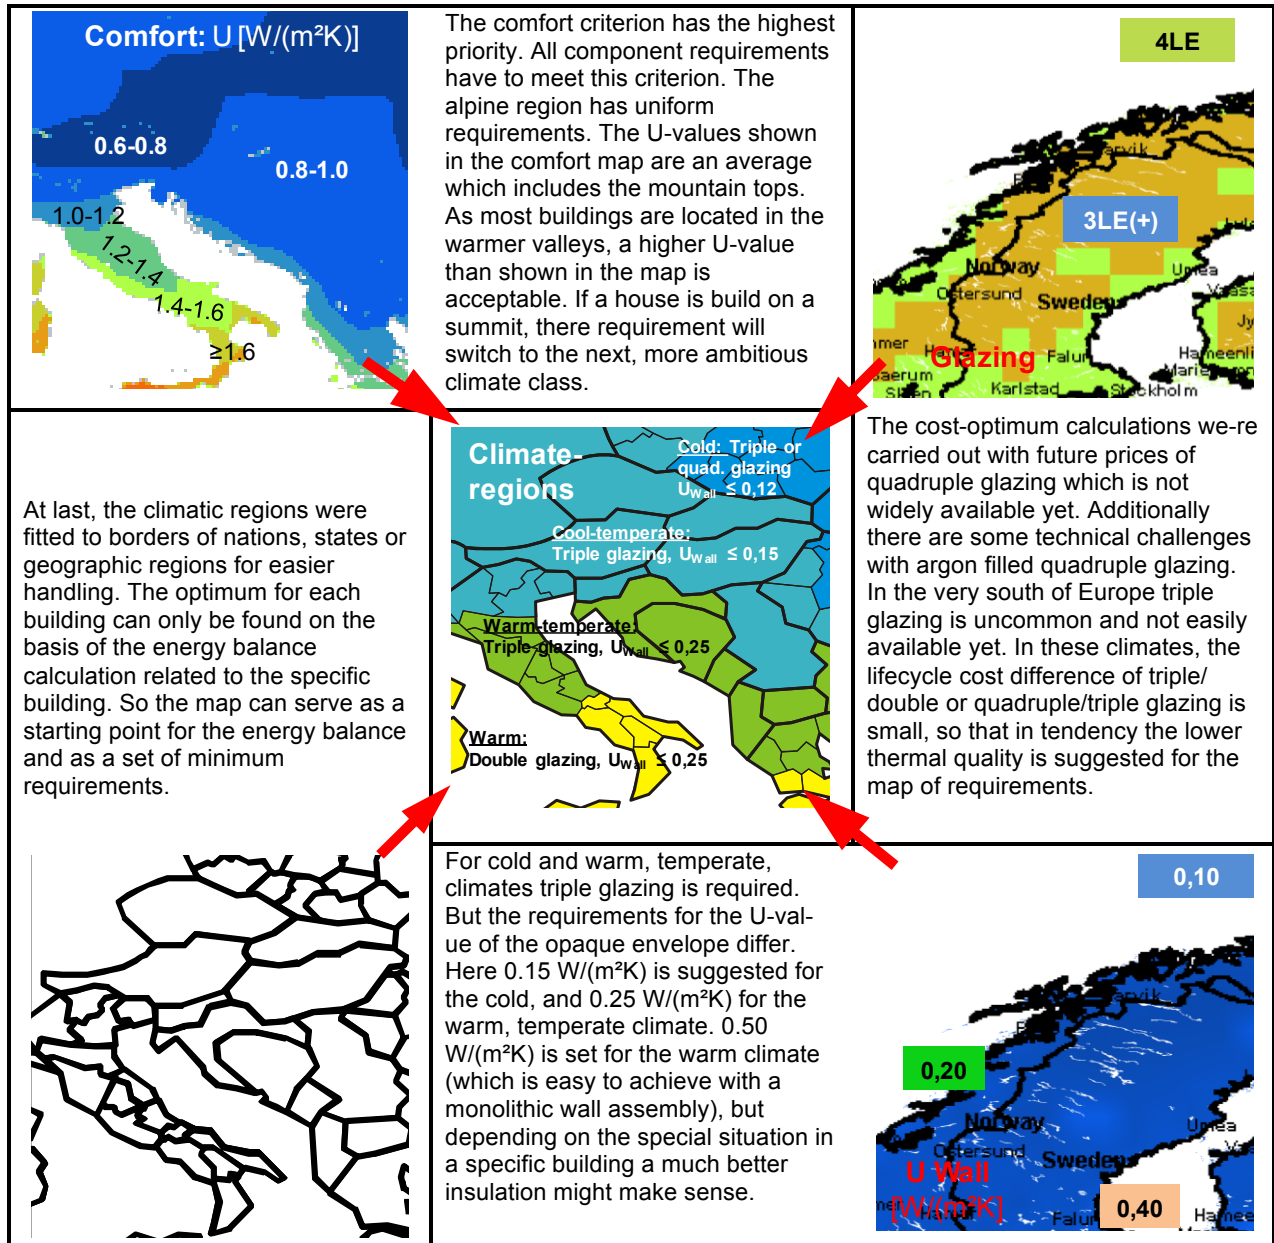 Comfort: U [W/(m²K)]
0.6-0.8
0.8-1.0
1.0-1.2
1.2-1.4
1.4-1.6
≥1.6
The comfort criterion has the highest
priority. All component requirements
have to meet this criterion. The
alpine region has uniform
requirements. The U-values shown
in the comfort map are an average
which includes the mountain tops.
As most buildings are located in the
warmer valleys, a higher U-value
than shown in the map is
acceptable. If a house is build on a
summit, there requirement will
switch to the next, more ambitious
climate class.
4LE
3LE(+)
Norway
Umea
Ostersund
Sweden
Glazing
Falun
Hameenli
Karlstad
Stockholm
At last, the climatic regions were
fitted to borders of nations, states or
geographic regions for easier
handling. The optimum for each
building can only be found on the
basis of the energy balance
calculation related to the specific
building. So the map can serve as a
starting point for the energy balance
and as a set of minimum
requirements.
Climate-
regions
Cold: Triple or
quad. glazing
UWall ≤ 0,12
Cool-temperate:
Triple glazing, UWall ≤ 0,15
Warm-temperate:
Triple glazing, UWall ≤ 0,25
Warm:
Double glazing, UWall ≤ 0,25
The cost-optimum calculations we-re
carried out with future prices of
quadruple glazing which is not
widely available yet. Additionally
there are some technical challenges
with argon filled quadruple glazing.
In the very south of Europe triple
glazing is uncommon and not easily
available yet. In these climates, the
lifecycle cost difference of triple/
double or quadruple/triple glazing is
small, so that in tendency the lower
thermal quality is suggested for the
map of requirements.
For cold and warm, temperate,
climates triple glazing is required.
But the requirements for the U-val-
ue of the opaque envelope differ.
Here 0.15 W/(m²K) is suggested for
the cold, and 0.25 W/(m²K) for the
warm, temperate climate. 0.50
W/(m²K) is set for the warm climate
(which is easy to achieve with a
monolithic wall assembly), but
depending on the special situation in
a specific building a much better
insulation might make sense.
0,10
0,20
Norway
Umea
Ostersund
Sweden
U Wall
[W/(m²K]
Falun
0,40
Hamee